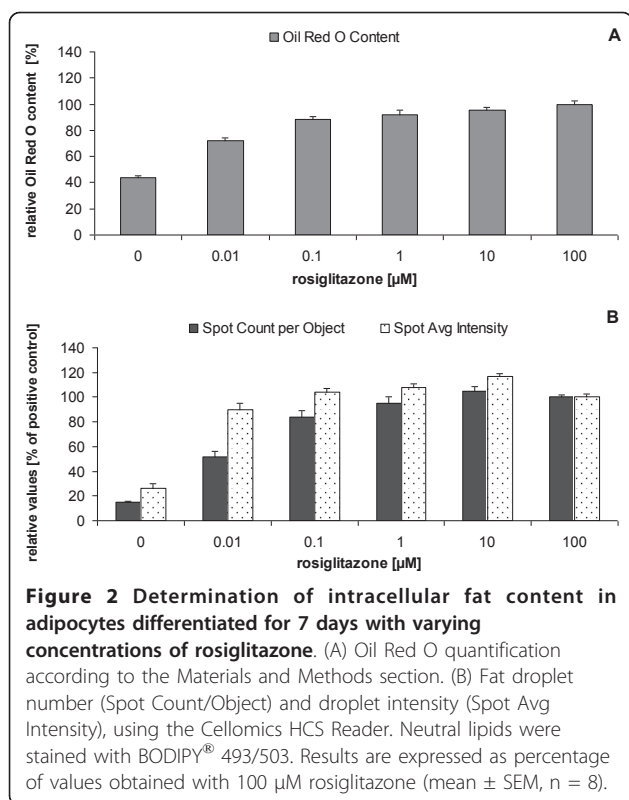 Oil Red O Content
A
relative Oil Red O content [%]
140
120
100
80
60
40
20
0
0 0.01 0.1 1 10 100
rosiglitazone [µM]
B
Spot Count per Object Spot Avg Intensity
relative values [% of positive control]
140
120
100
80
60
40
20
0
0 0.01 0.1 1 10 100
rosiglitazone [µM]
Figure 2 Determination of intracellular fat content in
adipocytes differentiated for 7 days with varying
concentrations of rosiglitazone. (A) Oil Red O quantification
according to the Materials and Methods section. (B) Fat droplet
number (Spot Count/Object) and droplet intensity (Spot Avg
Intensity), using the Cellomics HCS Reader. Neutral lipids were
stained with BODIPY® 493/503. Results are expressed as percentage
of values obtained with 100 µM rosiglitazone (mean ± SEM, n = 8).